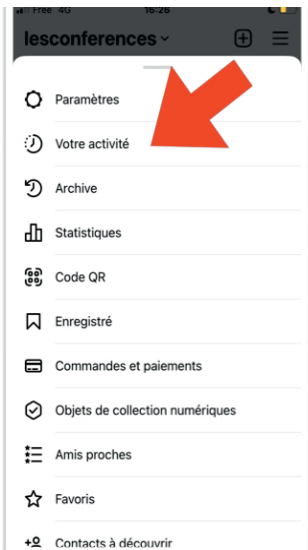 Free 4G 16:26
lesconferences
Paramètres
Votre activité
Archive
Statistiques
Code QR
Enregistré
Commandes et paiements
Objets de collection numériques
Amis proches
Favoris
Contacts à découvrir